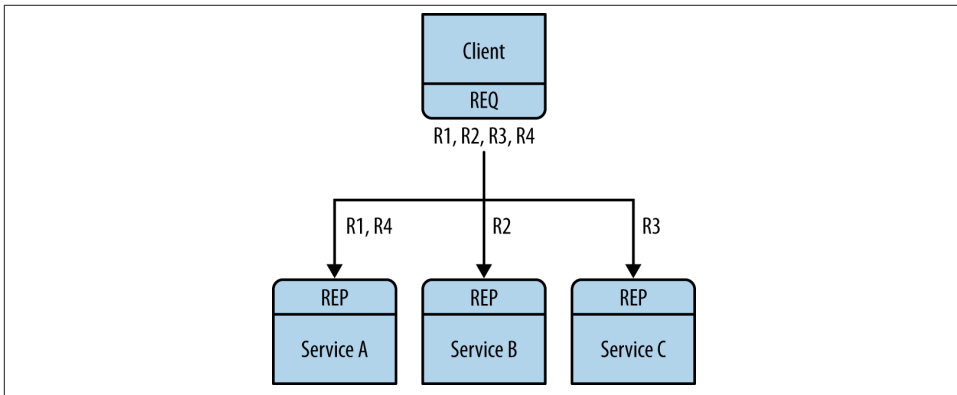 Client
REQ
R1, R2, R3, R4
R1, R4
R2
R3
REP
REP
REP
Service A
Service B
Service C